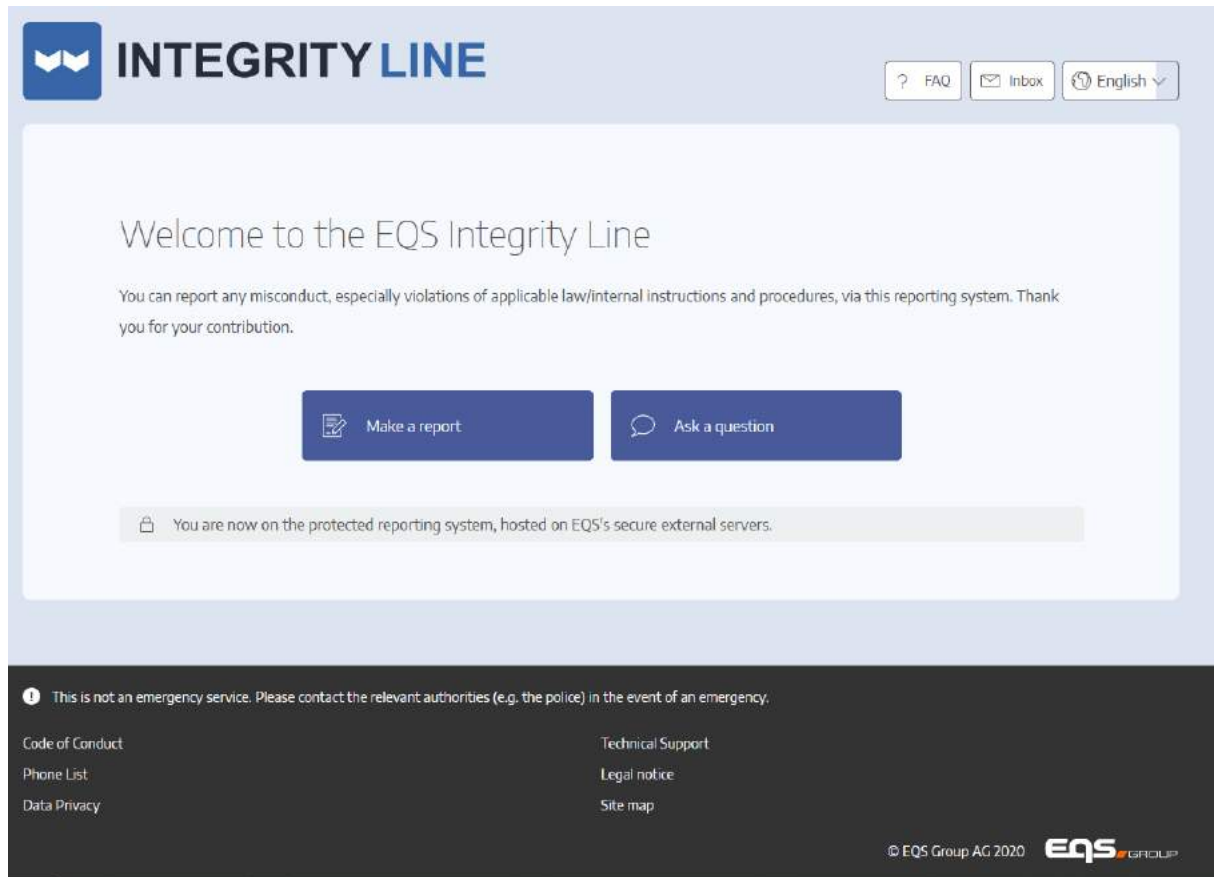 INTEGRITY LINE
? FAQ
Inbox
English
Welcome to the EQS Integrity Line
You can report any misconduct, especially violations of applicable law/internal instructions and procedures, via this reporting system. Thank
you for your contribution.
Make a report
Ask a question
You are now on the protected reporting system, hosted on EQS's secure external servers.
This is not an emergency service. Please contact the relevant authorities (e.g. the police) in the event of an emergency.
Code of Conduct
Technical Support
Phone List
Legal notice
Data Privacy
Site map
© EQS Group AG 2020
EQS GROUP